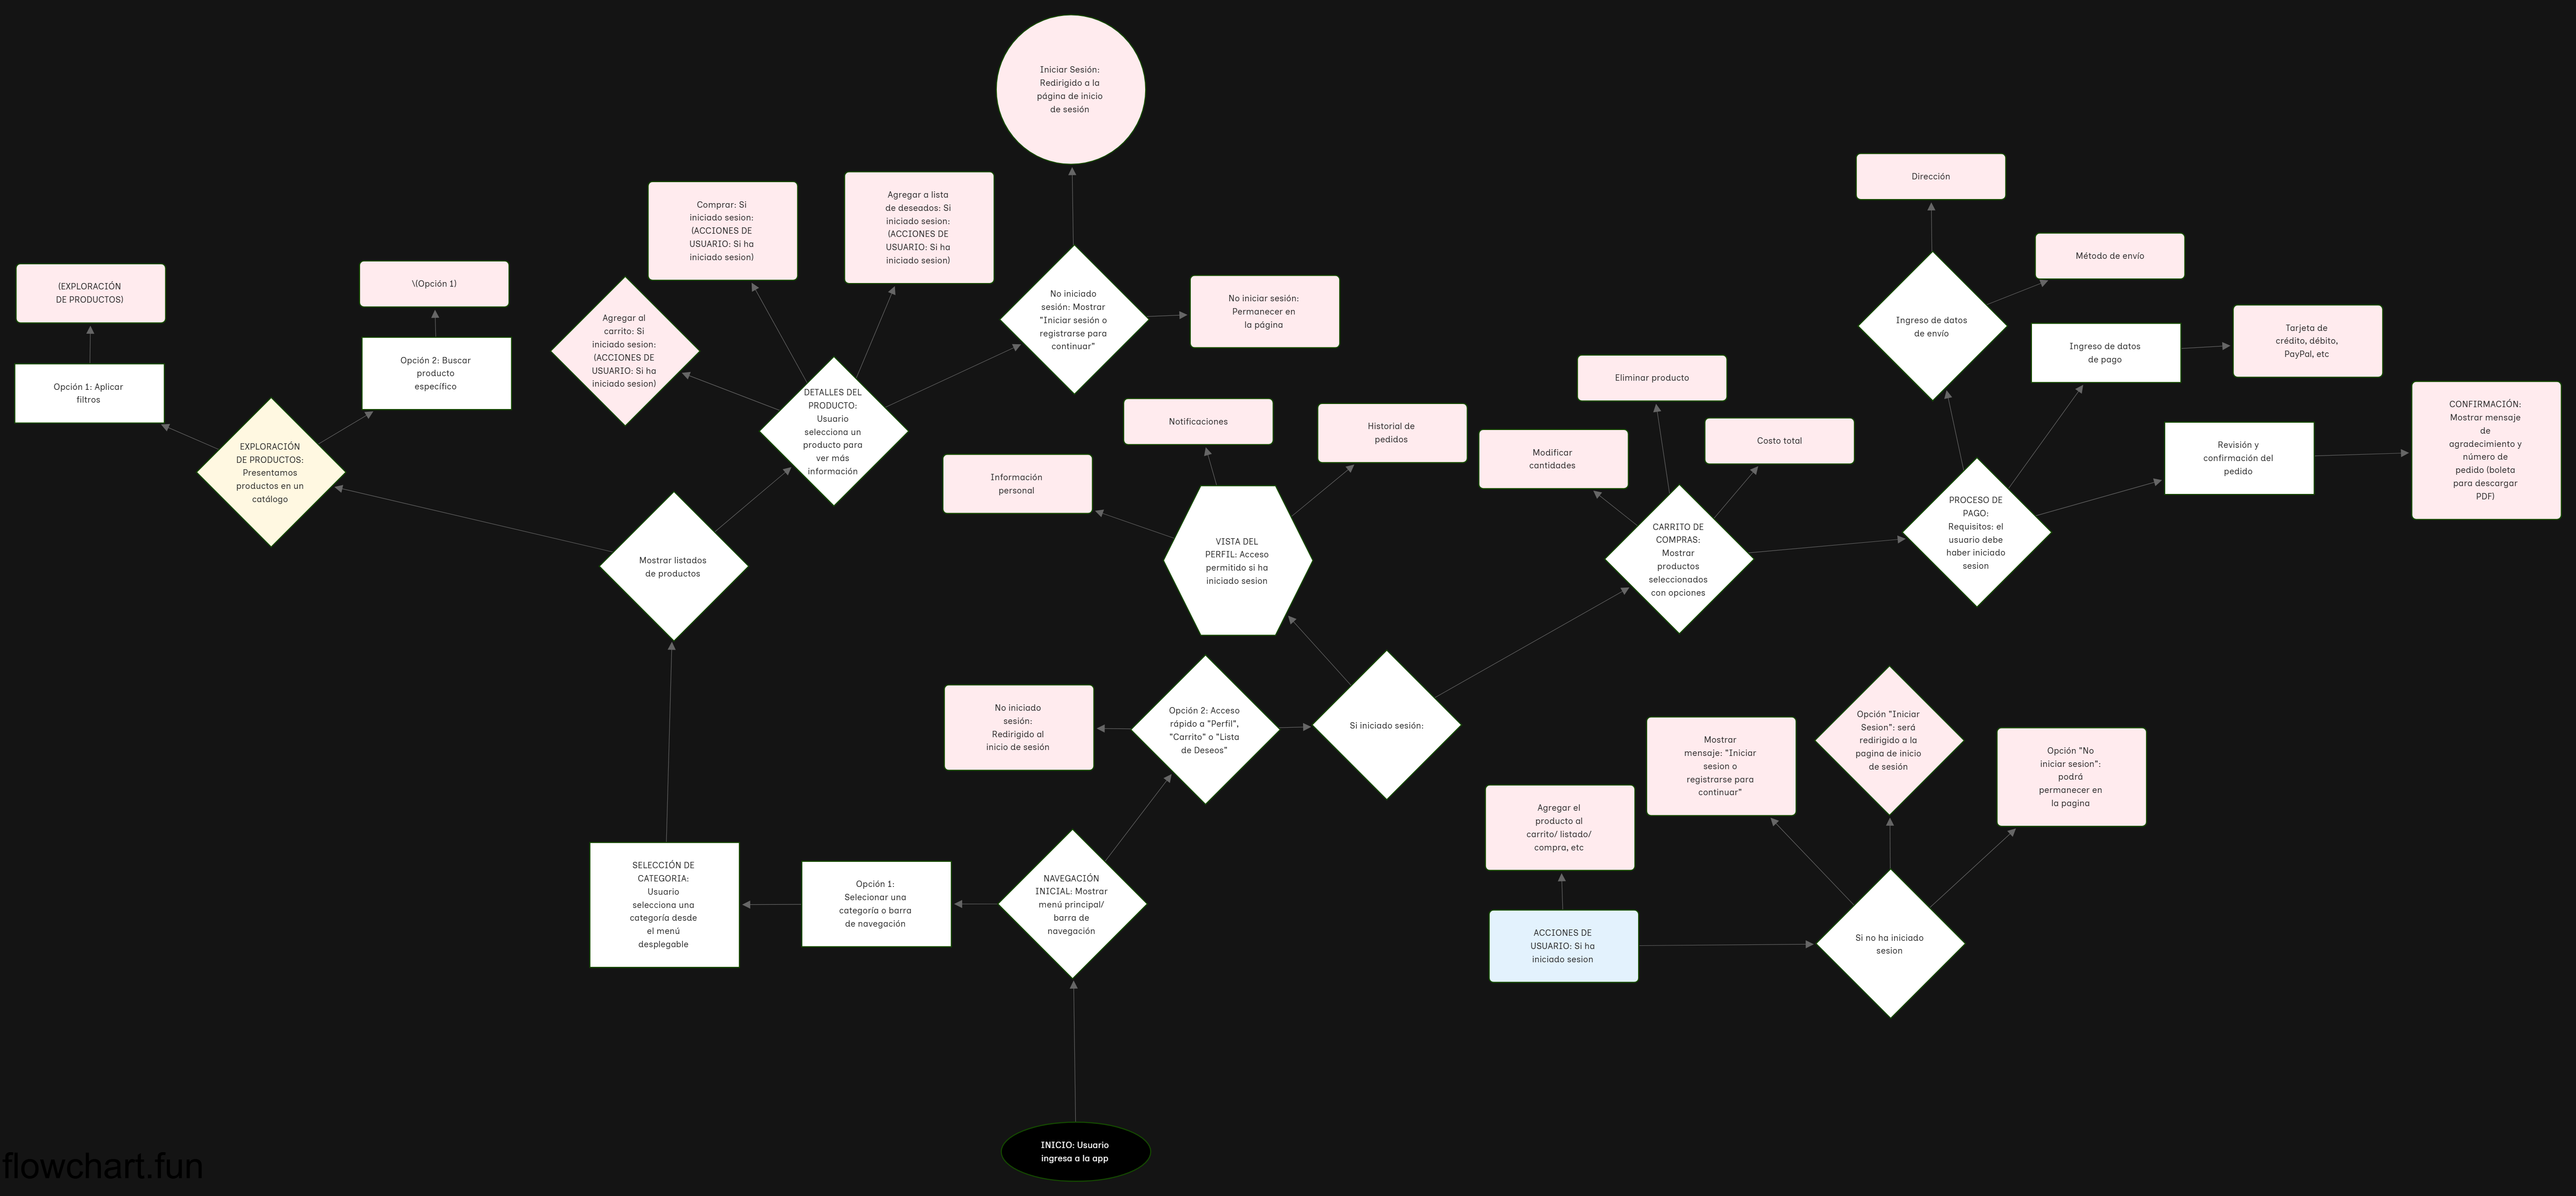 Iniciar Sesión:
Redirigido a la
página de inicio
de sesión
Comprar: Si
iniciado sesion:
(ACCIONES DE
USUARIO: Si ha
iniciado sesion)
Agregar a lista
de deseados: Si
iniciado sesion:
(ACCIONES DE
USUARIO: Si ha
iniciado sesion)
Dirección
Método de envío
(EXPLORACIÓN
DE PRODUCTOS)
\(Opción 1)
Agregar al
carrito: Si
iniciado sesion:
(ACCIONES DE
USUARIO: Si ha
iniciado sesion)
No iniciado
sesión: Mostrar
"Iniciar sesión o
registrarse para
continuar"
No iniciar sesión:
Permanecer en
la página
Ingreso de datos
de envío
Ingreso de datos
de pago
Tarjeta de
crédito, débito,
PayPal, etc
Opción 1: Aplicar
filtros
Opción 2: Buscar
producto
específico
DETALLES DEL
PRODUCTO:
Usuario
selecciona un
producto para
ver más
información
Notificaciones
Historial de
pedidos
Eliminar producto
Modificar
cantidades
Costo total
Revisión y
confirmación del
pedido
CONFIRMACIÓN:
Mostrar mensaje
de
agradecimiento y
número de
pedido (boleta
para descargar
PDF)
EXPLORACIÓN
DE PRODUCTOS:
Presentamos
productos en un
catálogo
Información
personal
Mostrar listados
de productos
VISTA DEL
PERFIL: Acceso
permitido si ha
iniciado sesion
CARRITO DE
COMPRAS:
Mostrar
productos
seleccionados
con opciones
PROCESO DE
PAGO:
Requisitos: el
usuario debe
haber iniciado
sesion
No iniciado
sesión:
Redirigido al
inicio de sesión
Opción 2: Acceso
rápido a "Perfil",
"Carrito" o "Lista
de Deseos"
Si iniciado sesión:
Mostrar
mensaje: "Iniciar
sesion o
registrarse para
continuar"
Opción "Iniciar
Sesion": será
redirigido a la
pagina de inicio
de sesión
Opción "No
iniciar sesion":
podrá
permanecer en
la pagina
Agregar el
producto al
carrito/ listado/
compra, etc
SELECCIÓN DE
CATEGORIA:
Usuario
selecciona una
categoría desde
el menú
desplegable
Opción 1:
Selecionar una
categoría o barra
de navegación
NAVEGACIÓN
INICIAL: Mostrar
menú principal/
barra de
navegación
ACCIONES DE
USUARIO: Si ha
iniciado sesion
Si no ha iniciado
sesion
INICIO: Usuario
ingresa a la app
flowchart.fun